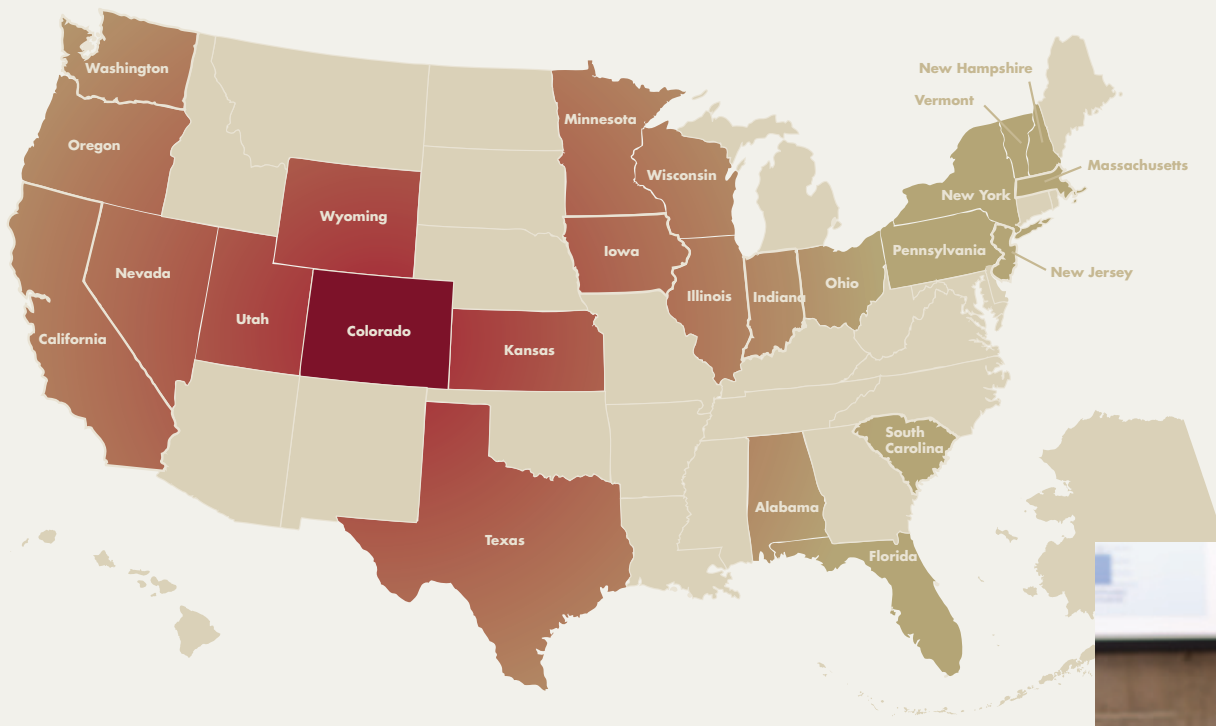 Washington
New Hampshire
Vermont
Minnesota
Oregon
Massachusetts
Wisconsin
New York
Wyoming
Iowa
Pennsylvania
Nevada
New Jersey
Ohio
Illinois
Indiana
Utah
Colorado
California
Kansas
South
Carolina
Alabama
Texas
Florida